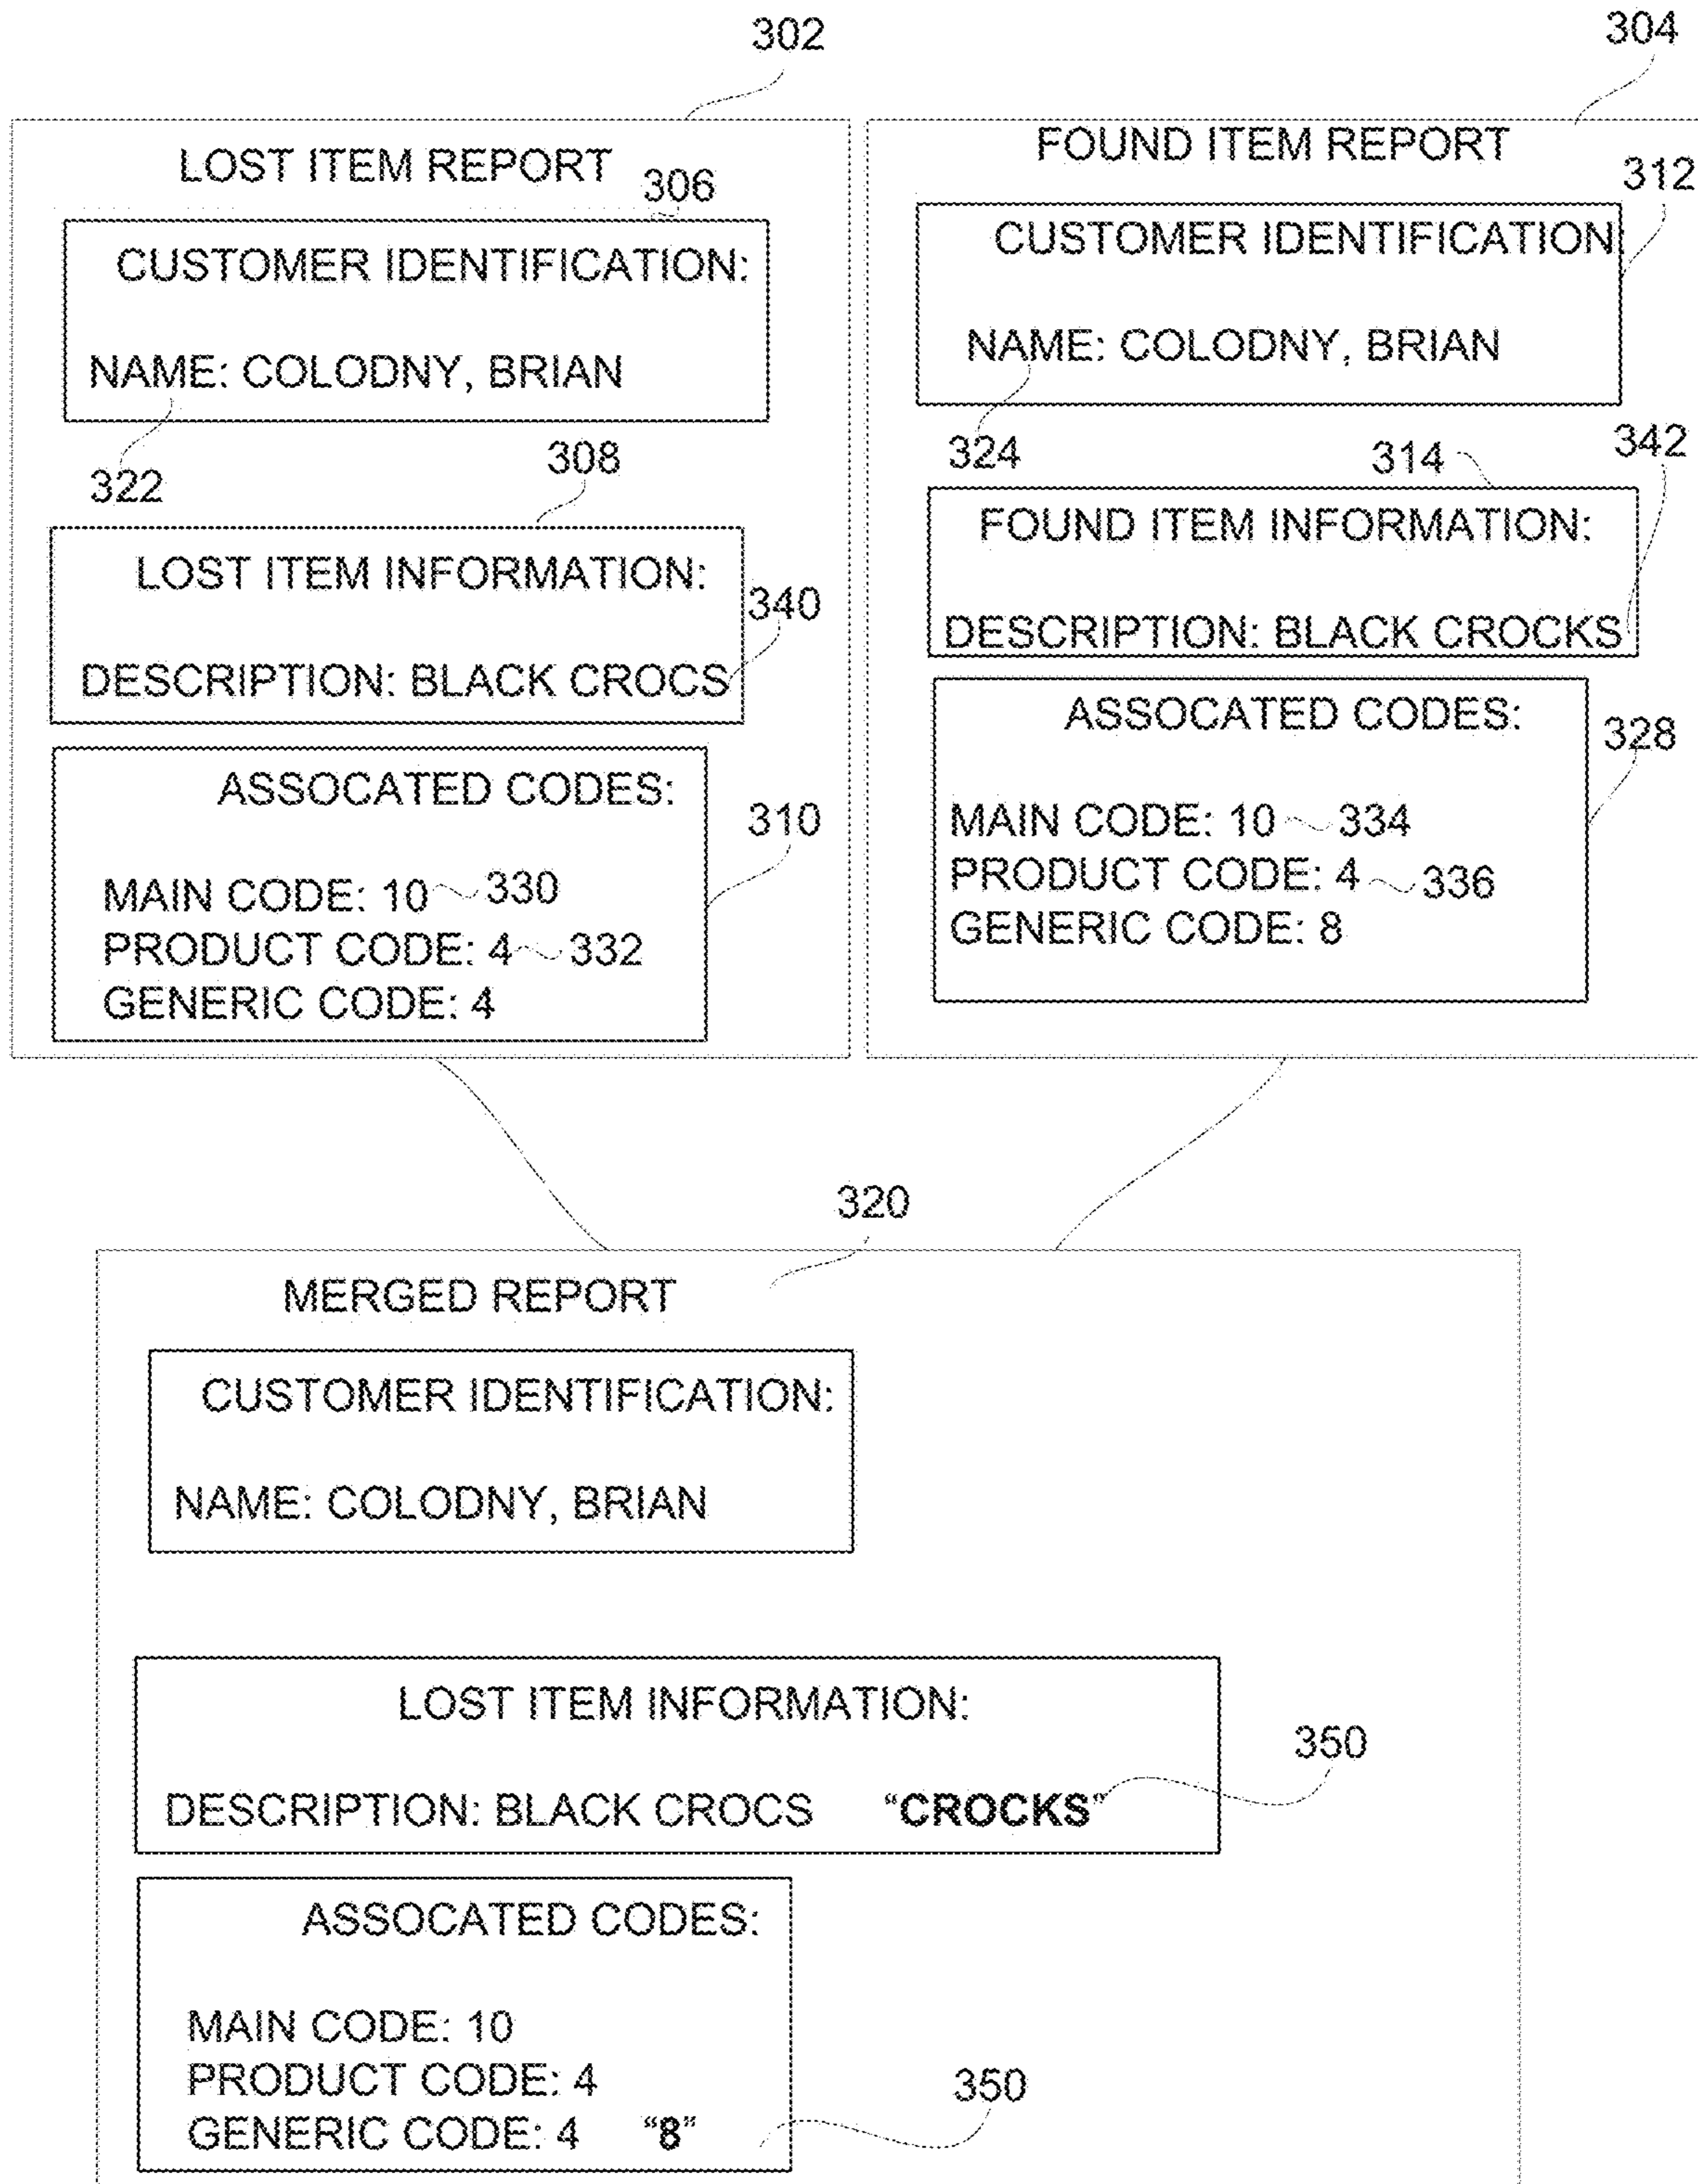 302
LOST ITEM REPORT
306
CUSTOMER IDENTIFICATION:
NAME: COLODNY, BRIAN
322
308
LOST ITEM INFORMATION:
340
DESCRIPTION: BLACK CROCS
ASSOCATED CODES:
310
MAIN CODE: 10 330
PRODUCT CODE: 4 332
GENERIC CODE: 4
304
FOUND ITEM REPORT
312
CUSTOMER IDENTIFICATION
NAME: COLODNY, BRIAN
324
314
342
FOUND ITEM INFORMATION:
DESCRIPTION: BLACK CROCKS
ASSOCATED CODES:
328
MAIN CODE: 10 334
PRODUCT CODE: 4 336
GENERIC CODE: 8
320
MERGED REPORT
CUSTOMER IDENTIFICATION:
NAME: COLODNY, BRIAN
LOST ITEM INFORMATION:
350
DESCRIPTION: BLACK CROCS "CROCKS"
ASSOCATED CODES:
MAIN CODE: 10
PRODUCT CODE: 4
350
GENERIC CODE: 4 "8"